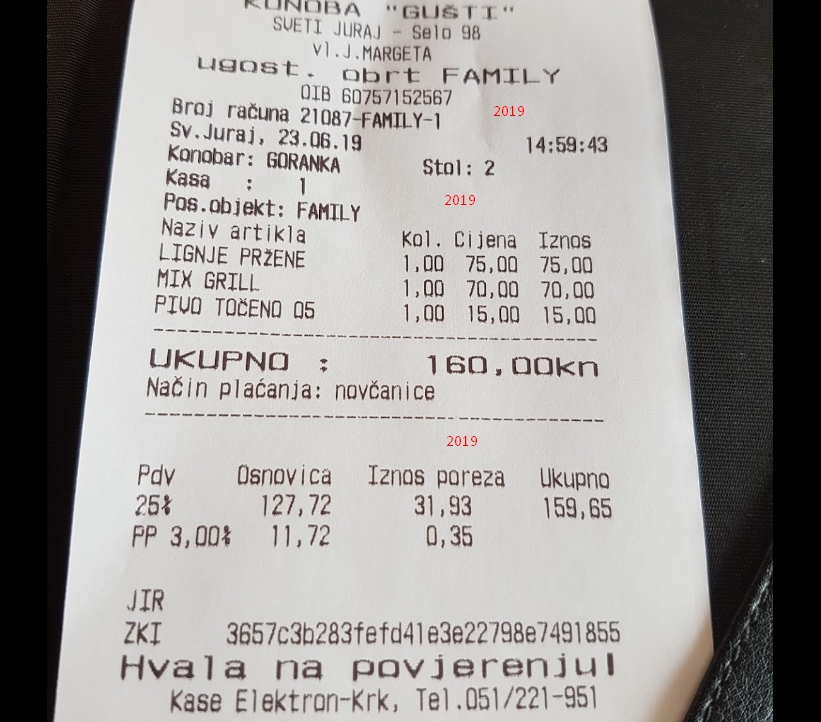 KONOBA "GUŠTI"
SVETI JURAJ - Selo 98
vl.J.MARGETA
ugost. obrt FAMILY
OIB 60757152567
2019
Broj računa 21087-FAMILY-1
Sv.Juraj, 23.06.19 14:59:43
Konobar: GORANKA Stol: 2
Kasa : 1
2019
Pos.objekt: FAMILY
Naziv artikla Kol. Cijena Iznos
LIGNJE PRŽENE 1,00 75,00 75,00
MIX GRILL 1,00 70,00 70,00
PIVO TOČENO 05 1,00 15,00 15,00
UKUPNO : 160,00kn
Način plaćanja: novčanice
2019
Pdv Osnovica Iznos poreza Ukupno
25% 127,72 31,93 159,65
PP 3,00% 11,72 0,35
JIR
ZKI 3657c3b283fefd41e3e22798e7491855
Hvala na povjerenju!
Kase Elektron-Krk, Tel.051/221-951